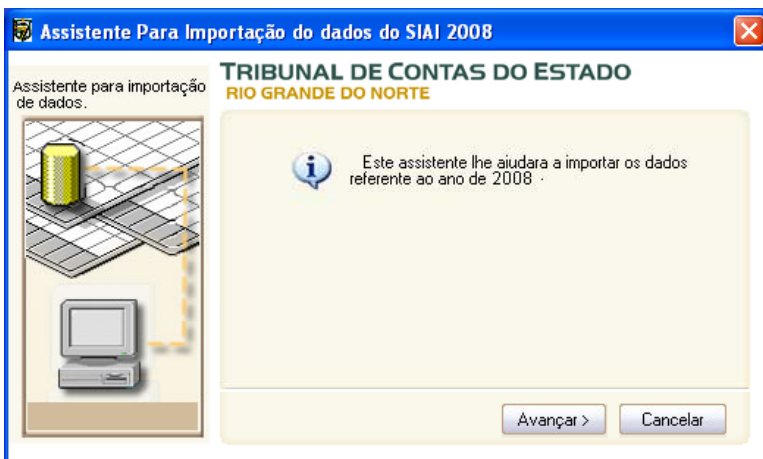 Assistente Para Importação do dados do SIAI 2008
Assistente para importação
de dados.
TRIBUNAL DE CONTAS DO ESTADO
RIO GRANDE DO NORTE
Este assistente lhe aiudara a importar os dados
referente ao ano de 2008 .
Avançar >
Cancelar